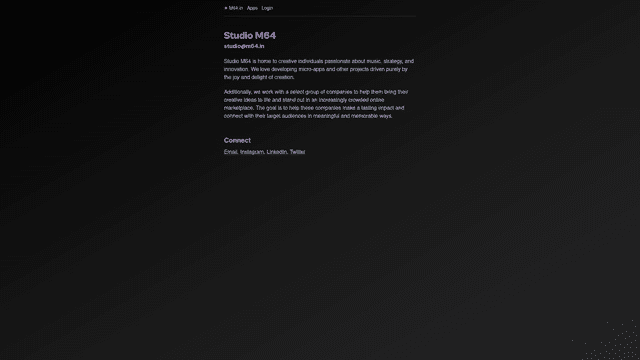 ✦ M64.in Apps Login
Studio M64
studio@m64.in
Studio M64 is home to creative individuals passionate about music, strategy, and
innovation. We love developing micro-apps and other projects driven purely by
the joy and delight of creation.
Additionally, we work with a select group of companies to help them bring their
creative ideas to life and stand out in an increasingly crowded online
marketplace. The goal is to help these companies make a lasting impact and
connect with their target audiences in meaningful and memorable ways.
Connect
Email, Instagram, LinkedIn, Twitter